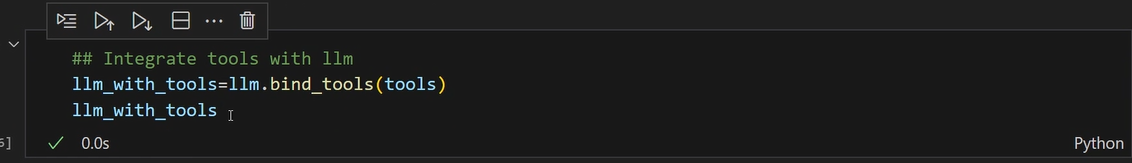 ## Integrate tools with llm
llm_with_tools=llm.bind_tools(tools)
llm_with_tools
0.0s
Python